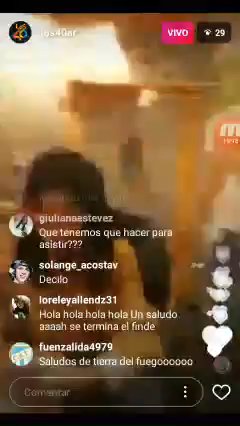 los40ar
VIVO
29
giulianaestevez
Que tenemos que hacer para
asistir???
solange_acostav
Decilo
loreleyallendz31
Hola hola hola hola Un saludo
aaaah se termina el finde
fuenzalida4979
Saludos de tierra del fuegoooooo
Comentar